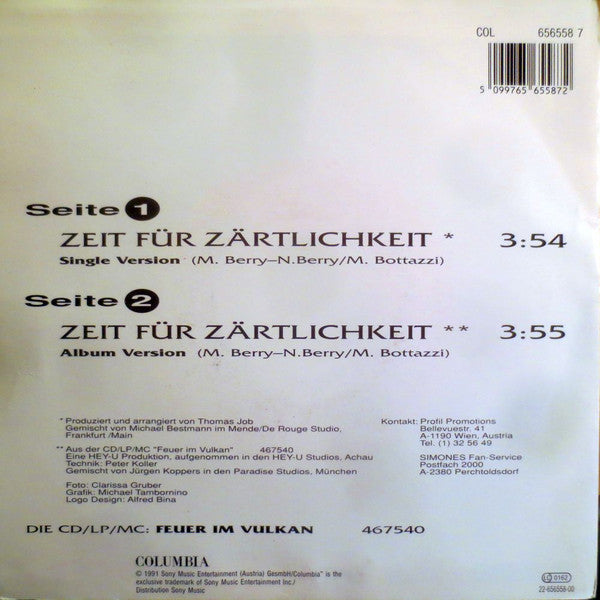 COL 656558 7
5 099765 655872
Seite 1
ZEIT FÜR ZÄRTLICHKEIT * 3:54
Single Version (M. Berry–N.Berry/M. Bottazzi)
Seite 2
ZEIT FÜR ZÄRTLICHKEIT ** 3:55
Album Version (M. Berry–N.Berry/M. Bottazzi)
* Produziert und arrangiert von Thomas Job
Gemischt von Michael Bestmann im Mende/De Rouge Studio,
Frankfurt /Main
** Aus der CD/LP/MC "Feuer im Vulkan" 467540
Eine HEY-U Produktion, aufgenommen in den HEY-U Studios, Achau
Technik: Peter Koller
Gemischt von Jürgen Koppers in den Paradise Studios, München
Foto: Clarissa Gruber
Grafik: Michael Tambornino
Logo Design: Alfred Bina
Kontakt: Profil Promotions
Bellevuestr. 41
A-1190 Wien, Austria
Tel. (1) 32 56 49
SIMONES Fan-Service
Postfach 2000
A-2380 Perchtoldsdorf
DIE CD/LP/MC: FEUER IM VULKAN 467540
COLUMBIA
© 1991 Sony Music Entertainment (Austria) GesmbH/Columbia" is the
exclusive trademark of Sony Music Entertainment Inc./
Distribution Sony Music
LC 0162
22-656558-00